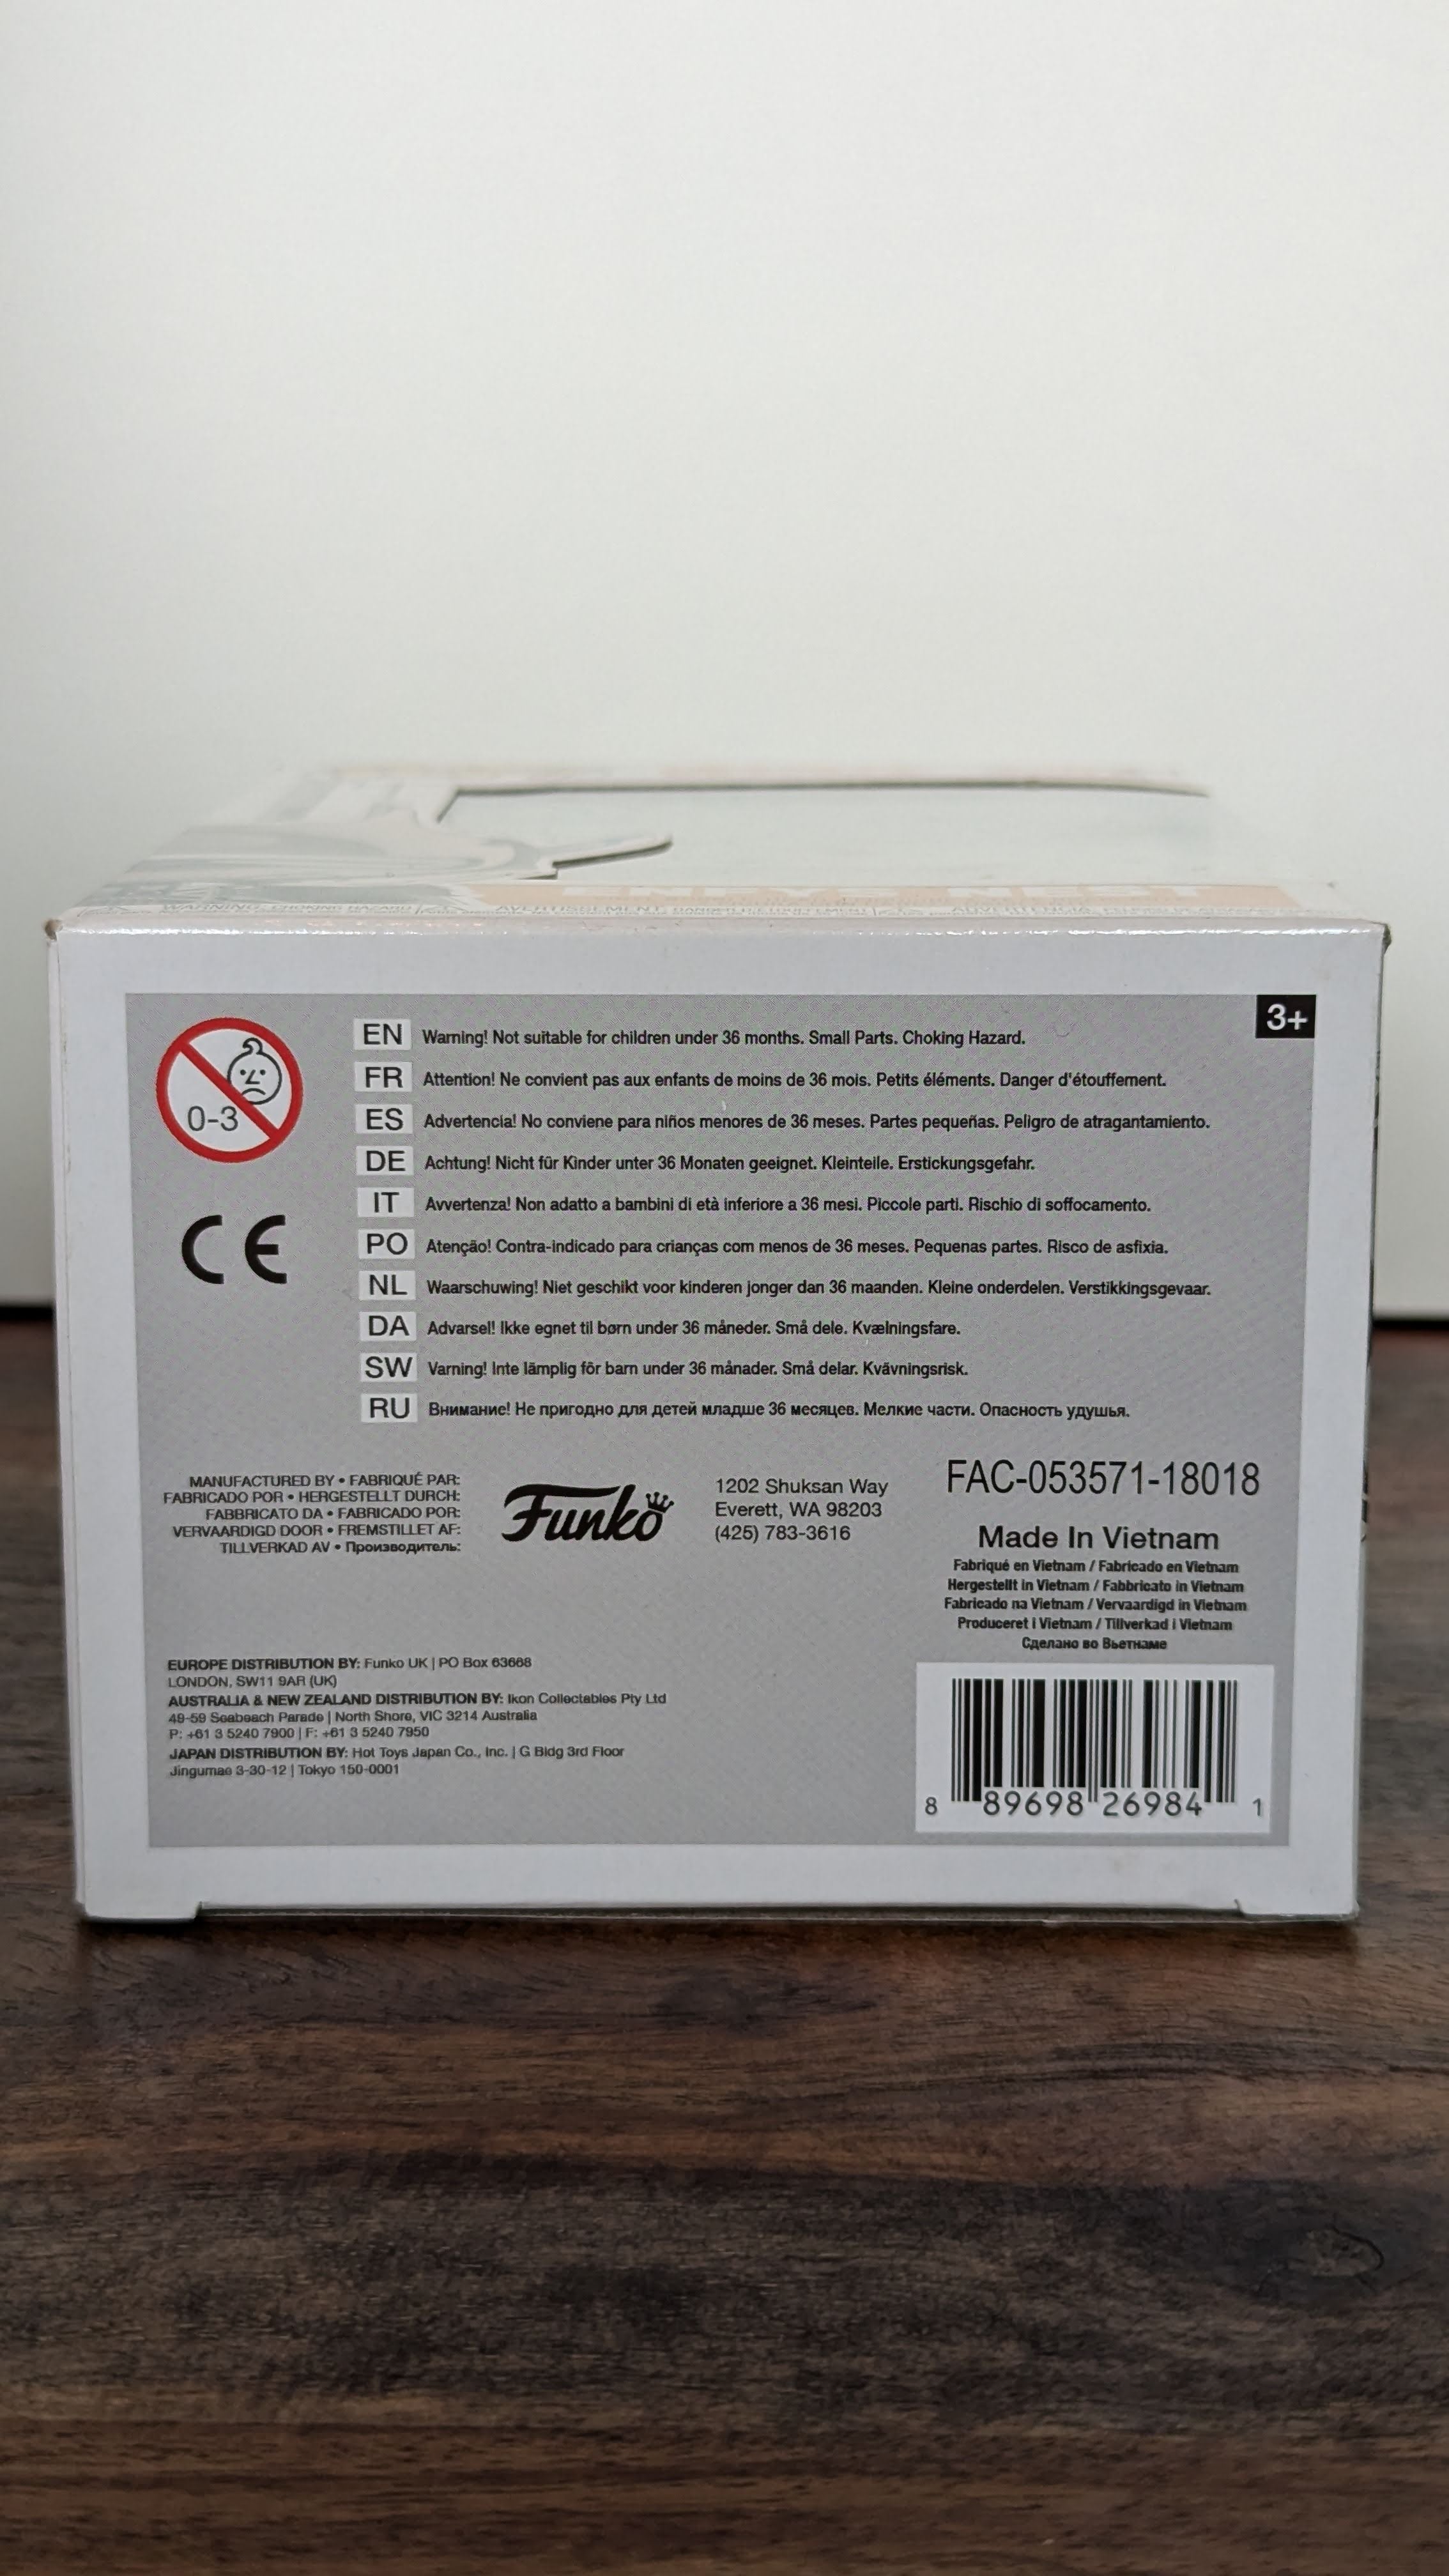 ENFYS NEST
3+
0-3
CE
EN Warning! Not suitable for children under 36 months. Small Parts. Choking Hazard.
FR Attention! Ne convient pas aux enfants de moins de 36 mois. Petits éléments. Danger d'étouffement.
ES Advertencia! No conviene para niños menores de 36 meses. Partes pequeñas. Peligro de atragantamiento.
DE Achtung! Nicht für Kinder unter 36 Monaten geeignet. Kleinteile. Erstickungsgefahr.
IT Avvertenza! Non adatto a bambini di età inferiore a 36 mesi. Piccole parti. Rischio di soffocamento.
PO Atenção! Contra-indicado para crianças com menos de 36 meses. Pequenas partes. Risco de asfixia.
NL Waarschuwing! Niet geschikt voor kinderen jonger dan 36 maanden. Kleine onderdelen. Verstikkingsgevaar.
DA Advarsel! Ikke egnet til børn under 36 måneder. Små dele. Kvælningsfare.
SW Varning! Inte lämplig för barn under 36 månader. Små delar. Kvävningsrisk.
RU Внимание! Не пригодно для детей младше 36 месяцев. Мелкие части. Опасность удушья.
MANUFACTURED BY • FABRIQUÉ PAR:
FABRICADO POR • HERGESTELLT DURCH:
FABBRICATO DA • FABRICADO POR:
VERVAARDIGD DOOR • FREMSTILLET AF:
TILLVERKAD AV • Производитель:
Funko
1202 Shuksan Way
Everett, WA 98203
(425) 783-3616
FAC-053571-18018
Made In Vietnam
Fabriqué en Vietnam / Fabricado en Vietnam
Hergestellt in Vietnam / Fabbricato in Vietnam
Fabricado na Vietnam / Vervaardigd in Vietnam
Produceret i Vietnam / Tillverkad i Vietnam
Сделано во Вьетнаме
EUROPE DISTRIBUTION BY: Funko UK | PO Box 63668
LONDON, SW11 9AR (UK)
AUSTRALIA & NEW ZEALAND DISTRIBUTION BY: Ikon Collectables Pty Ltd
49-59 Seabeach Parade | North Shore, VIC 3214 Australia
P: +61 3 5240 7900 | F: +61 3 5240 7950
JAPAN DISTRIBUTION BY: Hot Toys Japan Co., Inc. | G Bldg 3rd Floor
Jingumae 3-30-12 | Tokyo 150-0001
8 89698 26984 1